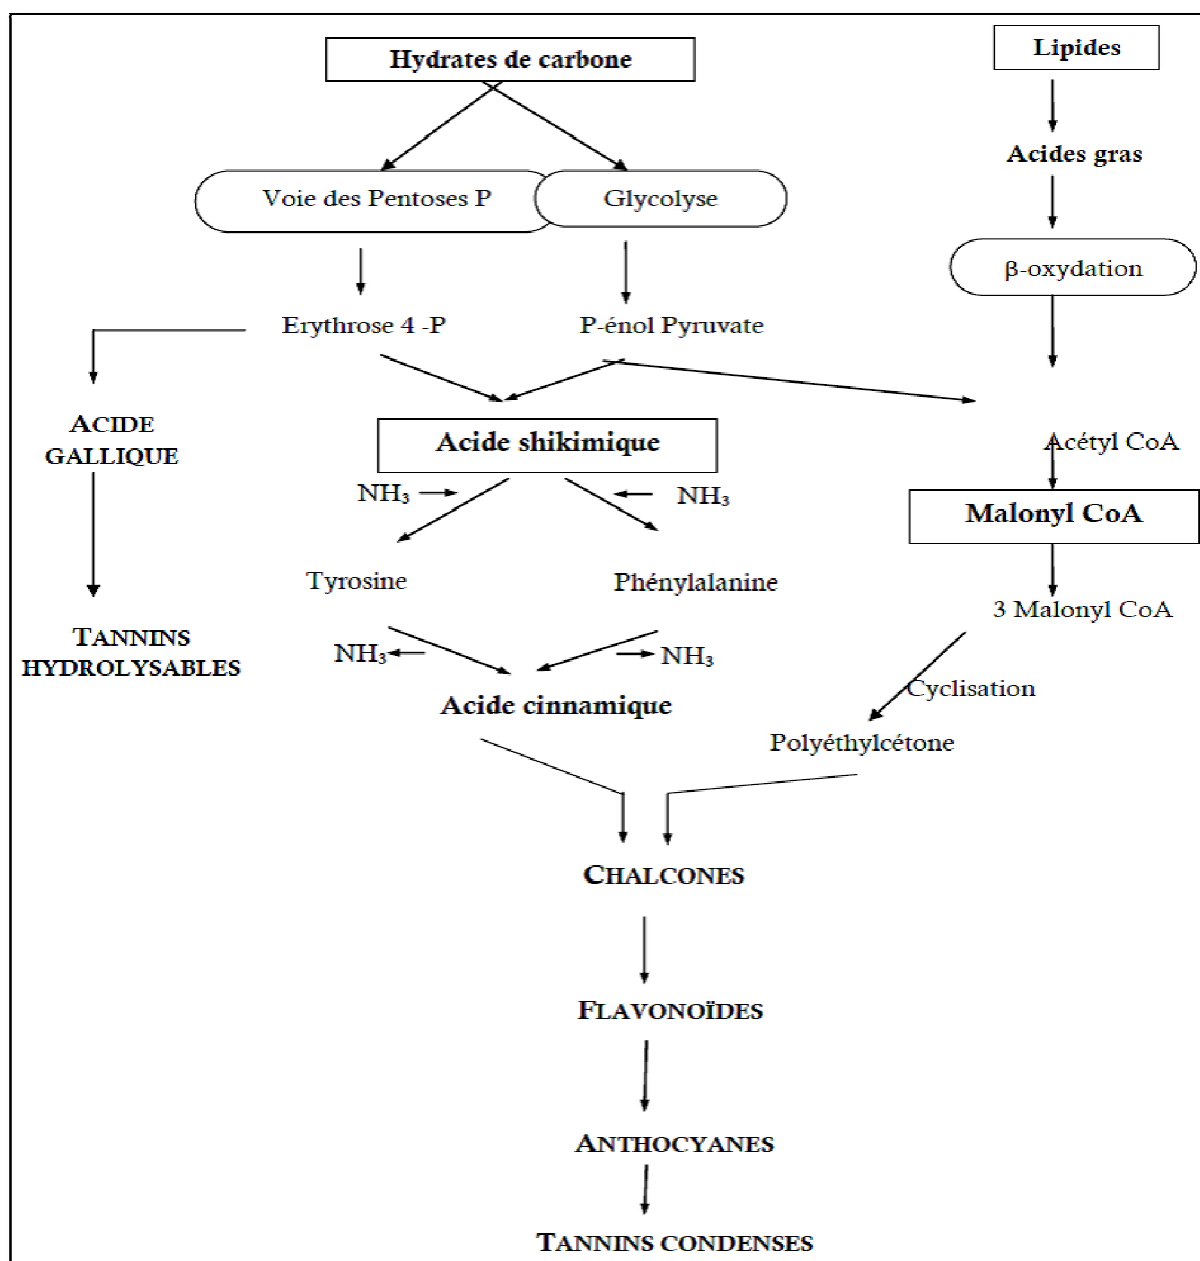 Hydrates de carbone
Lipides
Acides gras
Voie des Pentoses P
Glycolyse
β-oxydation
Erythrose 4 -P
P-énol Pyruvate
ACIDE
GALLIQUE
Acide shikimique
Acétyl CoA
NH₃
NH₃
Malonyl CoA
Tyrosine
Phénylalanine
3 Malonyl CoA
TANNINS
HYDROLYSABLES
NH₃
NH₃
Cyclisation
Acide cinnamique
Polyéthylcétone
CHALCONES
FLAVONOÏDES
ANTHOCYANES
TANNINS CONDENSES